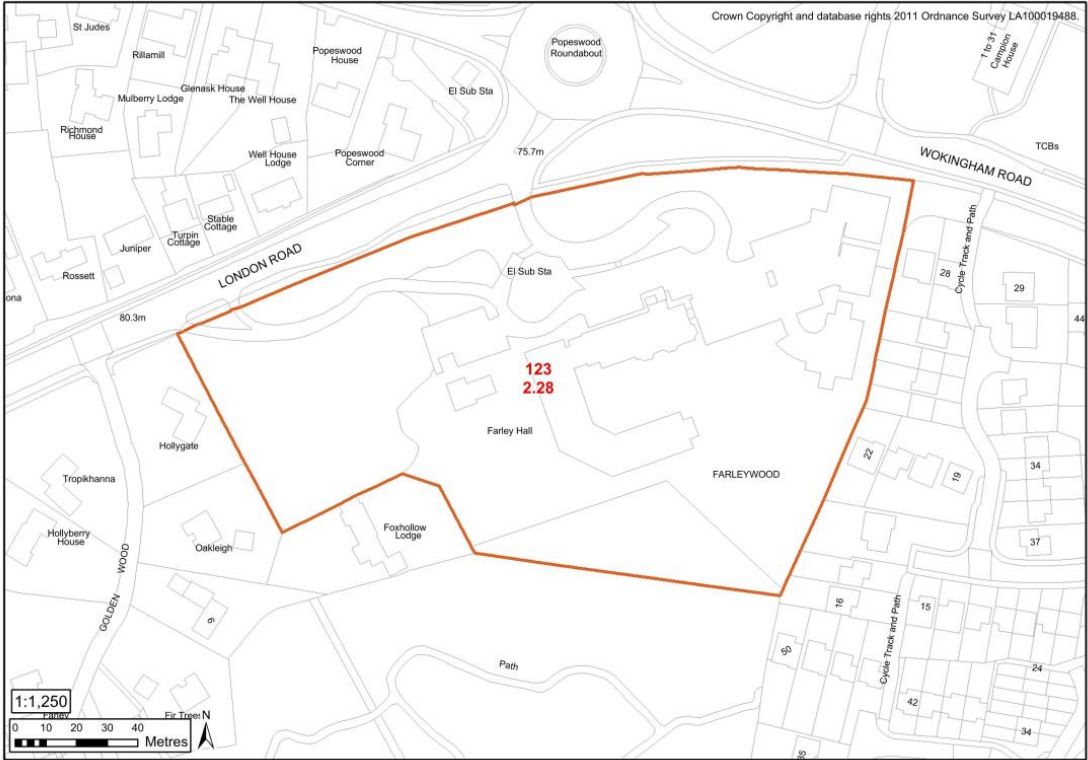 Crown Copyright and database rights 2011 Ordnance Survey LA100019488.
St Judes
Rillamill
Popeswood
House
Popeswood
Roundabout
1 to 31
Campion
House
Glenask House
Mulberry Lodge
The Well House
El Sub Sta
Richmond
House
Well House
Lodge
Popeswood
Corner
75.7m
TCBs
WOKINGHAM ROAD
Stable
Cottage
Turpin
Cottage
Juniper
LONDON ROAD
Rossett
ona
80.3m
El Sub Sta
Cycle Track and Path
28
29
44
123
2.28
Farley Hall
Hollygate
FARLEYWOOD
22
19
34
Tropikhanna
Hollyberry
House
Oakleigh
Foxhollow
Lodge
37
GOLDEN WOOD
6
16
15
Cycle Track and Path
50
Path
24
42
34
35
1:1,250
Fir Trees
N
0 10 20 30 40
Metres